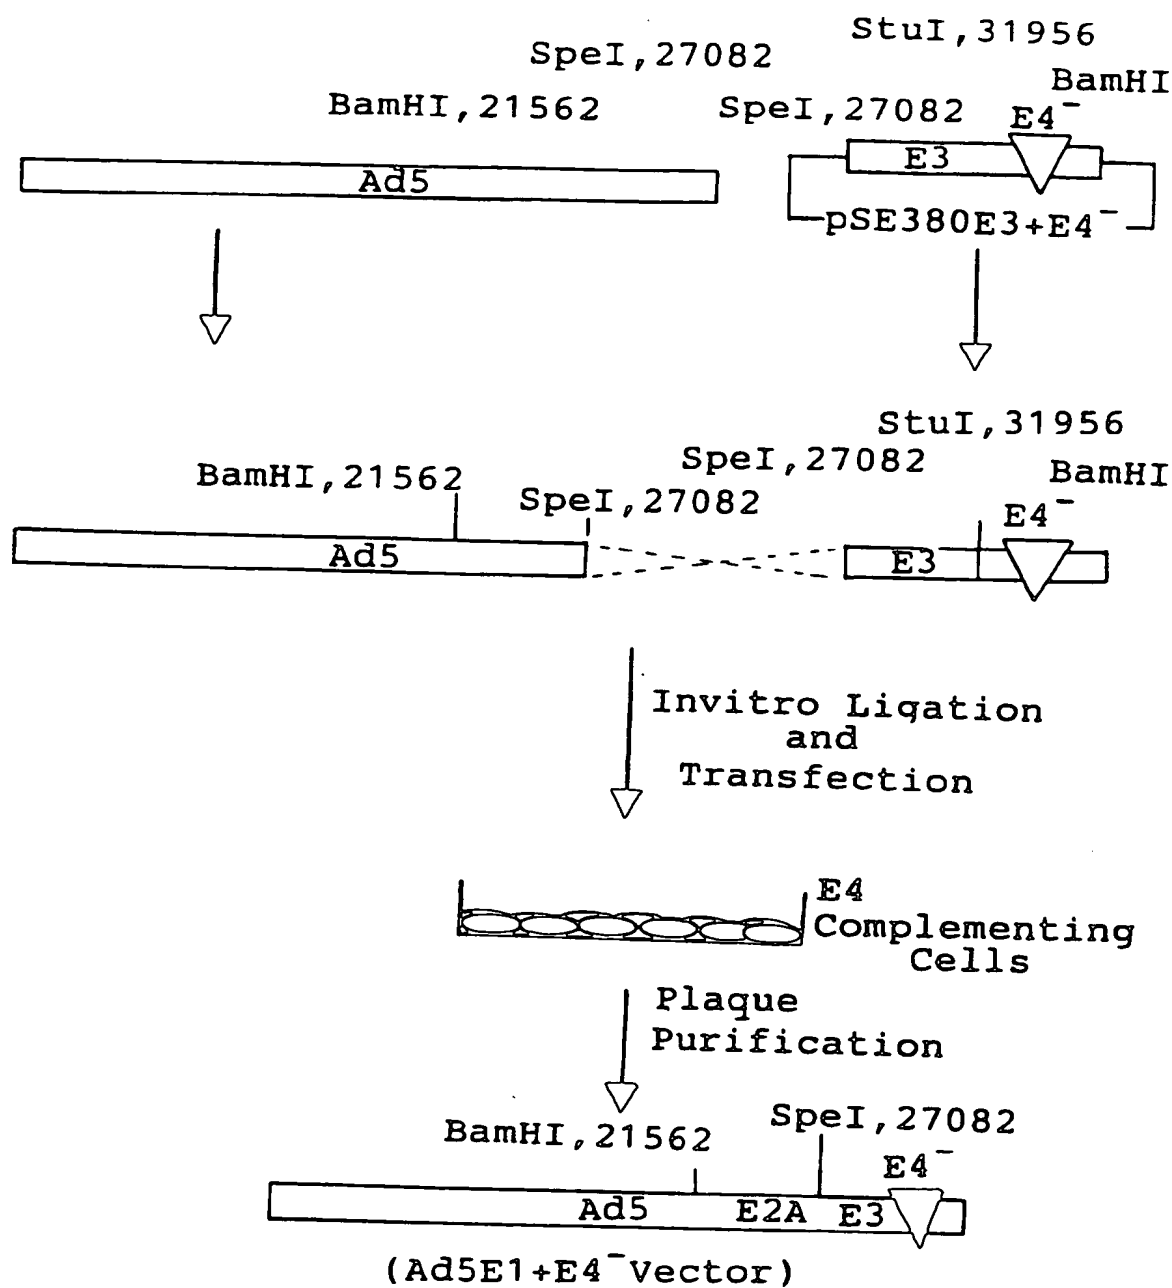 StuI,31956
SpeI,27082
BamHI
BamHI,21562
SpeI,27082
E4⁻
Ad5
E3
pSE380E3+E4⁻
StuI,31956
SpeI,27082
BamHI,21562
BamHI
SpeI,27082
E4⁻
Ad5
E3
Invitro Ligation
and
Transfection
E4
Complementing
Cells
Plaque
Purification
SpeI,27082
BamHI,21562
E4⁻
Ad5
E2A
E3
(Ad5E1+E4⁻Vector)